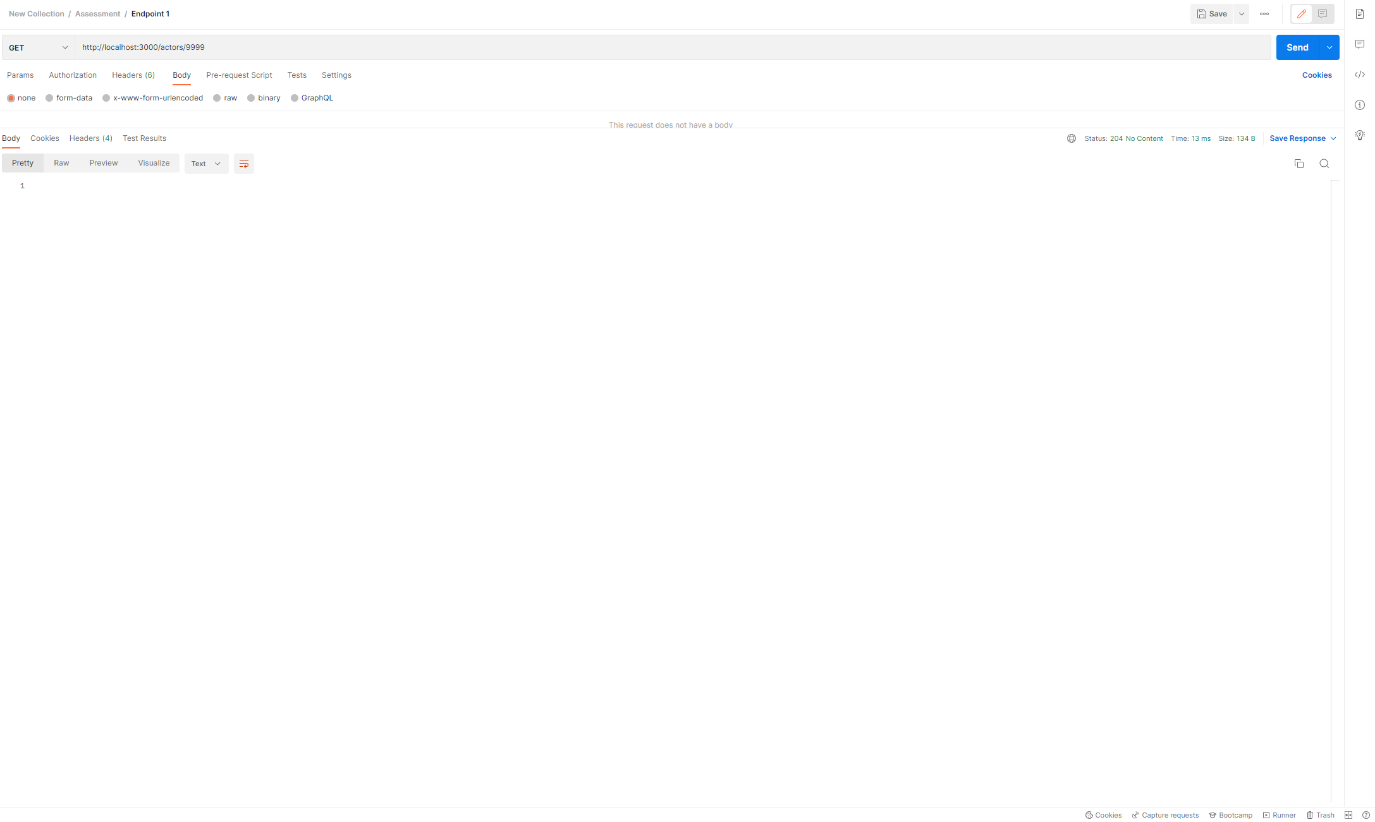 New Collection / Assessment / Endpoint 1
Save
GET
http://localhost:3000/actors/9999
Send
Params Authorization Headers (6) Body Pre-request Script Tests Settings
Cookies
none form-data x-www-form-urlencoded raw binary GraphQL
This request does not have a body
Body Cookies Headers (4) Test Results
Status: 204 No Content Time: 13 ms Size: 134 B Save Response
Pretty Raw Preview Visualize Text
1
Cookies Capture requests Bootcamp Runner Trash